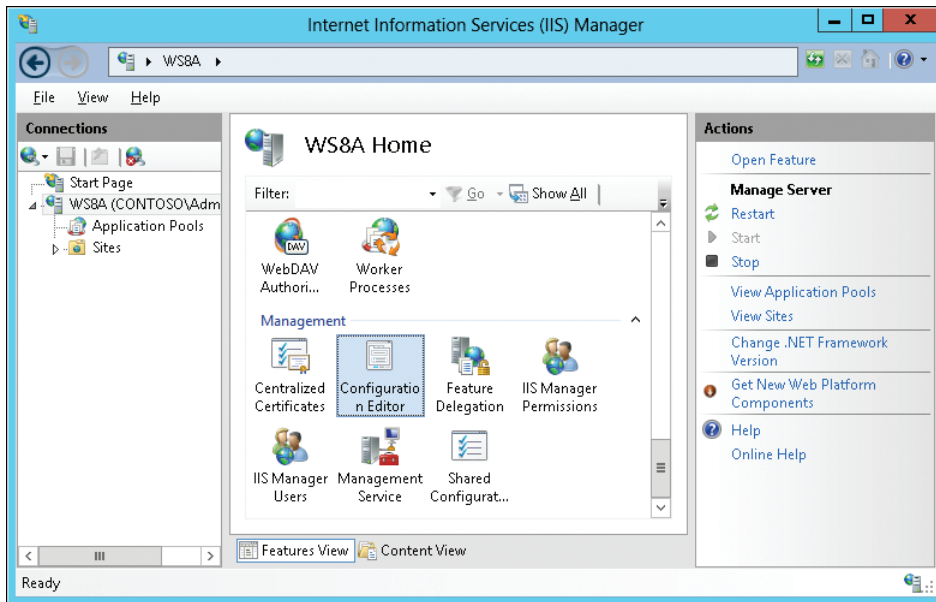 Internet Information Services (IIS) Manager
WS8A
File View Help
Connections
Start Page
WS8A (CONTOSO\Adm
Application Pools
Sites
WS8A Home
Filter: Go Show All
DAV
WebDAV Authori...
Worker Processes
Management
Centralized Certificates
Configuratio n Editor
Feature Delegation
IIS Manager Permissions
IIS Manager Users
Management Service
Shared Configurat...
Features View Content View
Actions
Open Feature
Manage Server
Restart
Start
Stop
View Application Pools
View Sites
Change .NET Framework
Version
Get New Web Platform
Components
Help
Online Help
Ready